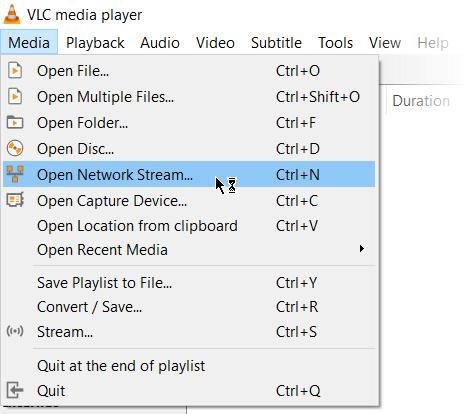 VLC media player
Media Playback Audio Video Subtitle Tools View Help
Open File... Ctrl+O
Open Multiple Files... Ctrl+Shift+O
Duration
Open Folder... Ctrl+F
Open Disc... Ctrl+D
Open Network Stream... Ctrl+N
Open Capture Device... Ctrl+C
Open Location from clipboard Ctrl+V
Open Recent Media
Save Playlist to File... Ctrl+Y
Convert / Save... Ctrl+R
Stream... Ctrl+S
Quit at the end of playlist
Quit Ctrl+Q